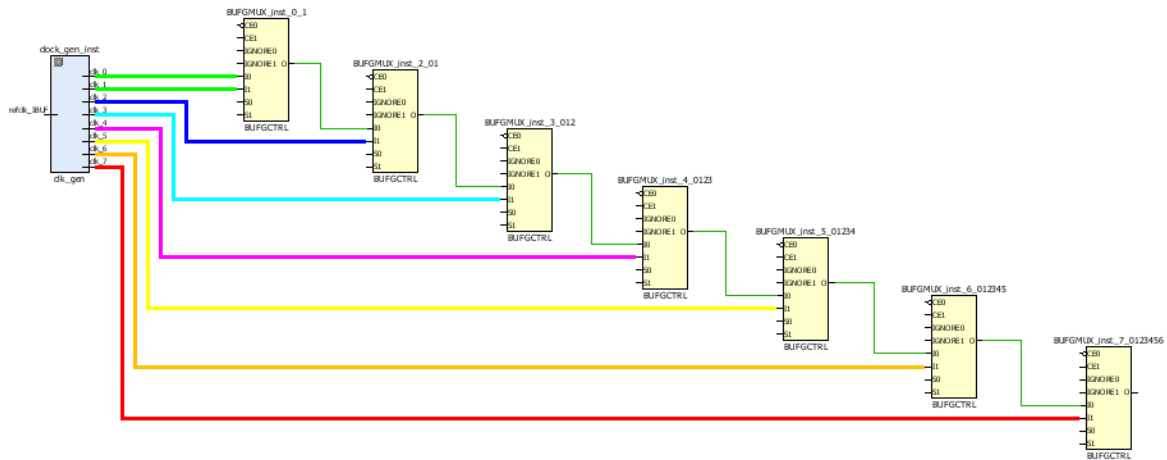 BUFGMUX_inst_0_1
CE0
CE1
IGNORE0
IGNORE1 O
I0
I1
S0
S1
BUFGCTRL
clock_gen_inst
refclk_IBUF
clk_0
clk_1
clk_2
clk_3
clk_4
clk_5
clk_6
clk_7
clk_gen
BUFGMUX_inst_2_01
CE0
CE1
IGNORE0
IGNORE1 O
I0
I1
S0
S1
BUFGCTRL
BUFGMUX_inst_3_012
CE0
CE1
IGNORE0
IGNORE1 O
I0
I1
S0
S1
BUFGCTRL
BUFGMUX_inst_4_0123
CE0
CE1
IGNORE0
IGNORE1 O
I0
I1
S0
S1
BUFGCTRL
BUFGMUX_inst_5_01234
CE0
CE1
IGNORE0
IGNORE1 O
I0
I1
S0
S1
BUFGCTRL
BUFGMUX_inst_6_012345
CE0
CE1
IGNORE0
IGNORE1 O
I0
I1
S0
S1
BUFGCTRL
BUFGMUX_inst_7_0123456
CE0
CE1
IGNORE0
IGNORE1 O
I0
I1
S0
S1
BUFGCTRL